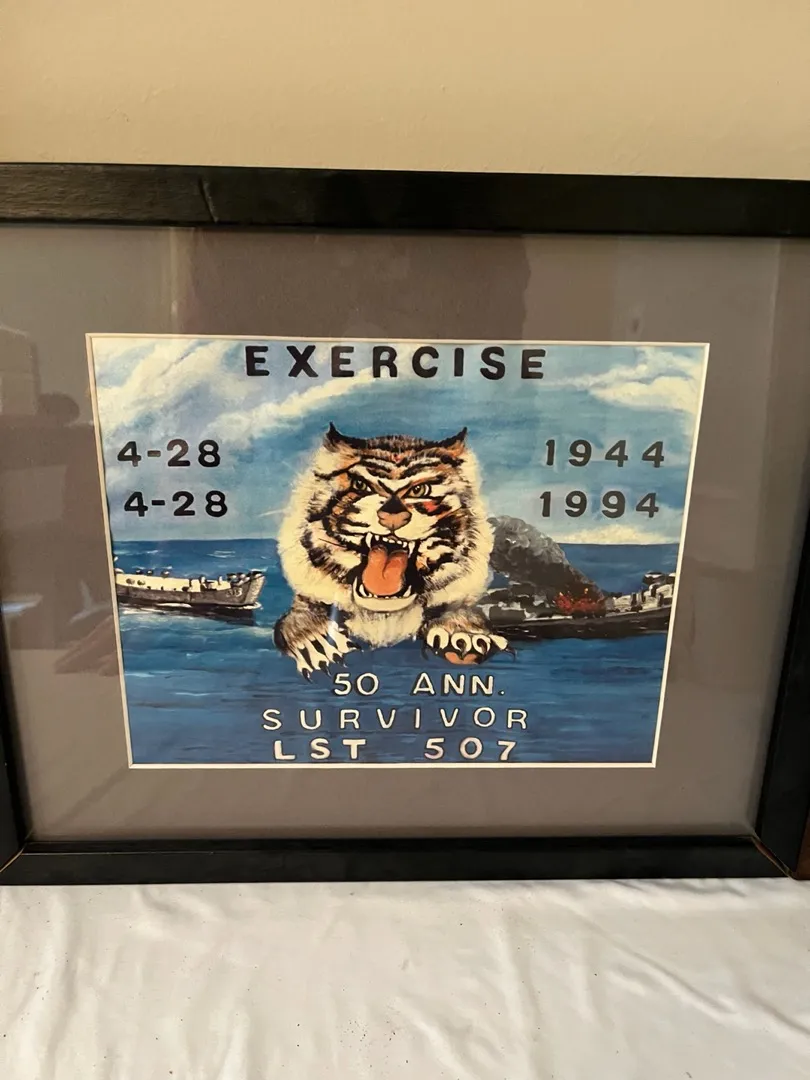 EXERCISE
4-28 1944
4-28 1994
50 ANN.
SURVIVOR
LST 507